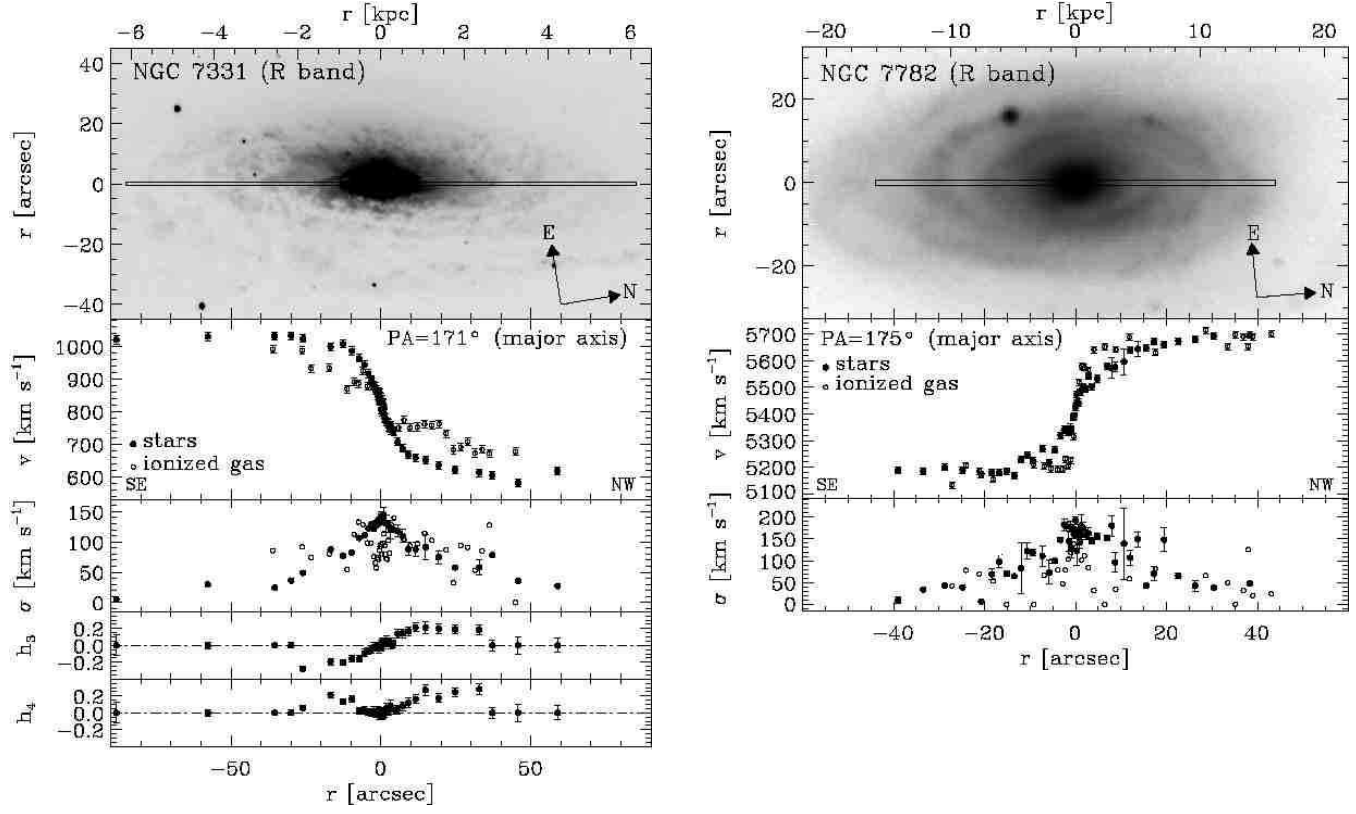 r [kpc]
−6 −4 −2 0 2 4 6
NGC 7331 (R band)
40
20
0
−20
−40
r [arcsec]
E
N
PA=171° (major axis)
1000
900
800
700
600
v [km s⁻¹]
stars
ionized gas
SE
NW
150
100
50
0
σ [km s⁻¹]
0.2
0.0
−0.2
h₃
0.2
0.0
−0.2
h₄
−50 0 50
r [arcsec]
r [kpc]
−20 −10 0 10 20
NGC 7782 (R band)
20
0
−20
r [arcsec]
E
N
PA=175° (major axis)
5700
5600
5500
5400
5300
5200
5100
v [km s⁻¹]
stars
ionized gas
SE
NW
200
150
100
50
0
σ [km s⁻¹]
−40 −20 0 20 40
r [arcsec]